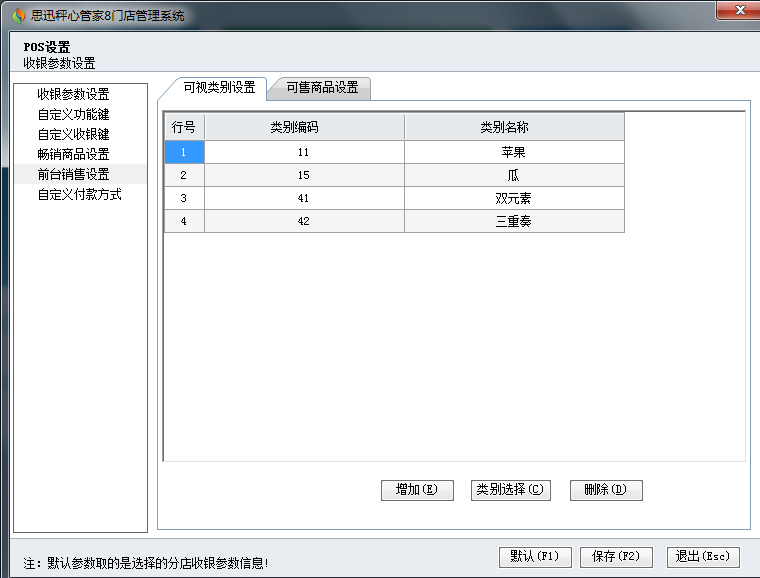 思迅秤心管家8门店管理系统
POS设置
收银参数设置
收银参数设置
自定义功能键
自定义收银键
畅销商品设置
前台销售设置
自定义付款方式
可视类别设置 可售商品设置
行号 类别编码 类别名称
1 11 苹果
2 15 瓜
3 41 双元素
4 42 三重奏
增加(E) 类别选择(C) 删除(D)
注: 默认参数取的是选择的分店收银参数信息!
默认(F1) 保存(F2) 退出(Esc)